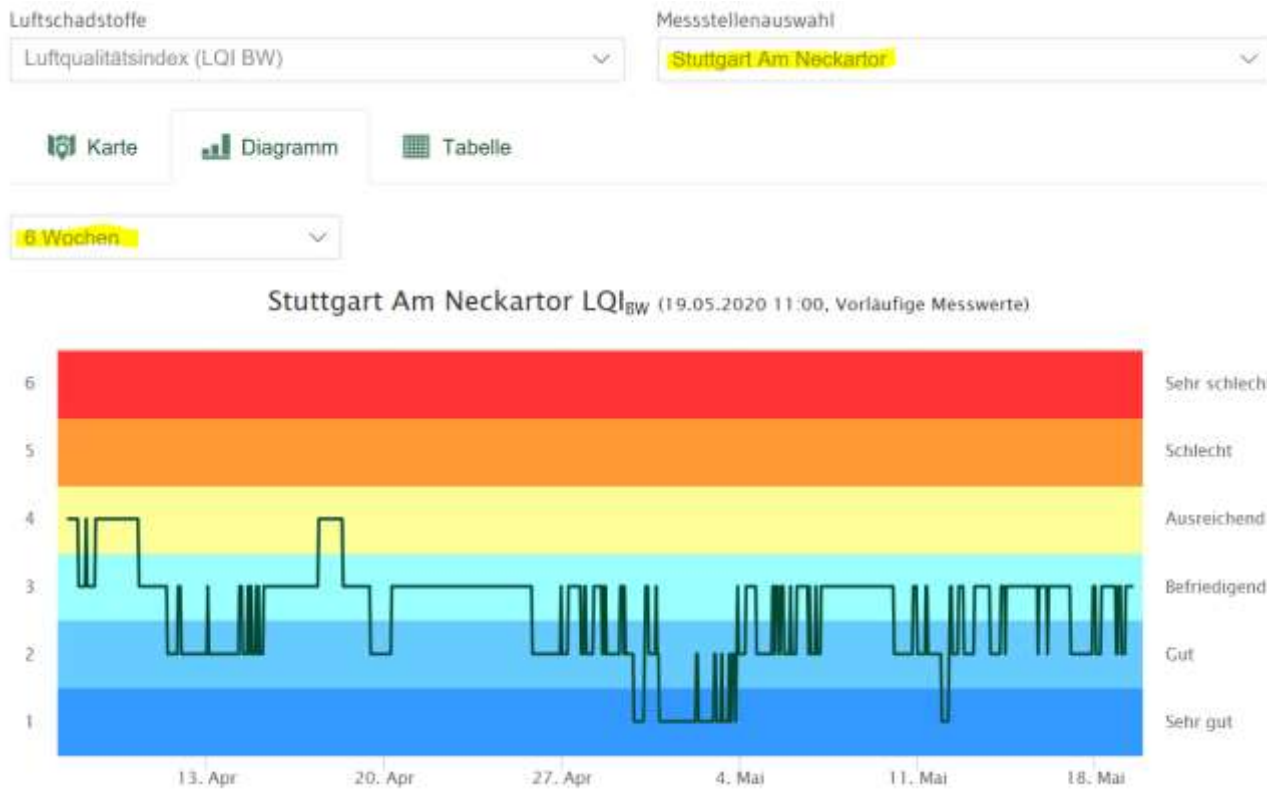 Luftschadstoffe
Messstellenauswahl
Luftqualitätsindex (LQI BW)
Stuttgart Am Neckartor
Karte
Diagramm
Tabelle
6 Wochen
Stuttgart Am Neckartor LQIBW (19.05.2020 11:00, Vorläufige Messwerte)
6
Sehr schlech
5
Schlecht
4
Ausreichend
3
Befriedigend
2
Gut
1
Sehr gut
13. Apr
20. Apr
27. Apr
4. Mai
11. Mai
18. Mai